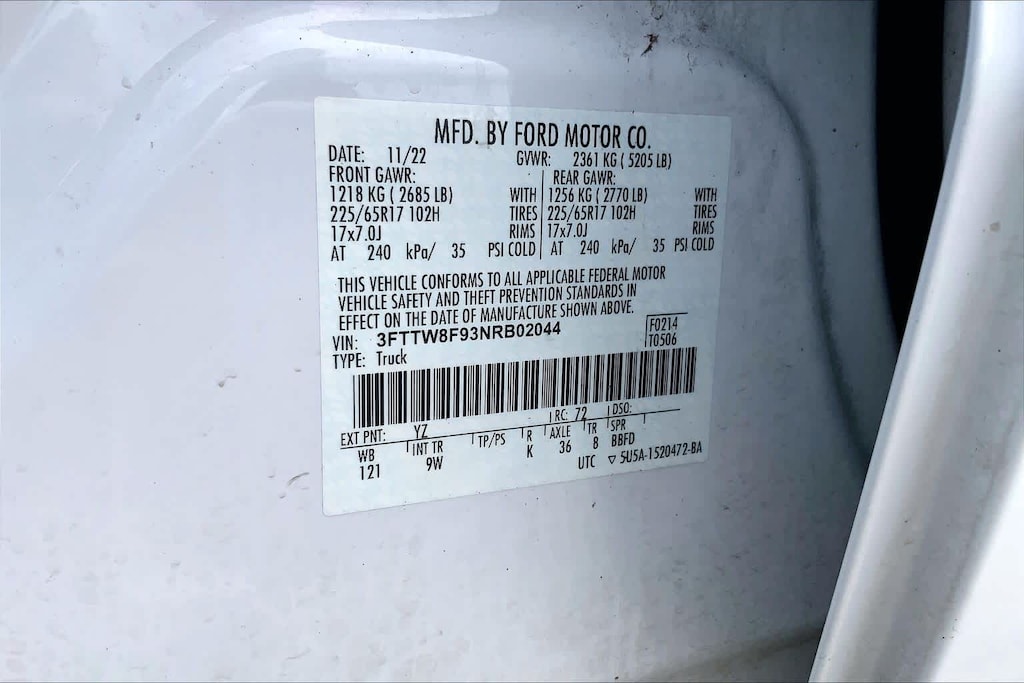 MFD. BY FORD MOTOR CO.
DATE: 11/22 GVWR: 2361 KG ( 5205 LB)
FRONT GAWR: REAR GAWR:
1218 KG ( 2685 LB) WITH 1256 KG ( 2770 LB) WITH
225/65R17 102H TIRES 225/65R17 102H TIRES
17x7.0J RIMS 17x7.0J RIMS
AT 240 kPa/ 35 PSI COLD AT 240 kPa/ 35 PSI COLD
THIS VEHICLE CONFORMS TO ALL APPLICABLE FEDERAL MOTOR
VEHICLE SAFETY AND THEFT PREVENTION STANDARDS IN
EFFECT ON THE DATE OF MANUFACTURE SHOWN ABOVE.
VIN: 3FTTW8F93NRB02044 F0214
TYPE: Truck T0506
EXT PNT: YZ RC: 72 DSO:
WB INT TR TP/PS R AXLE TR SPR
121 9W K 36 8 BBFD
UTC ▽ 5U5A-1520472-BA